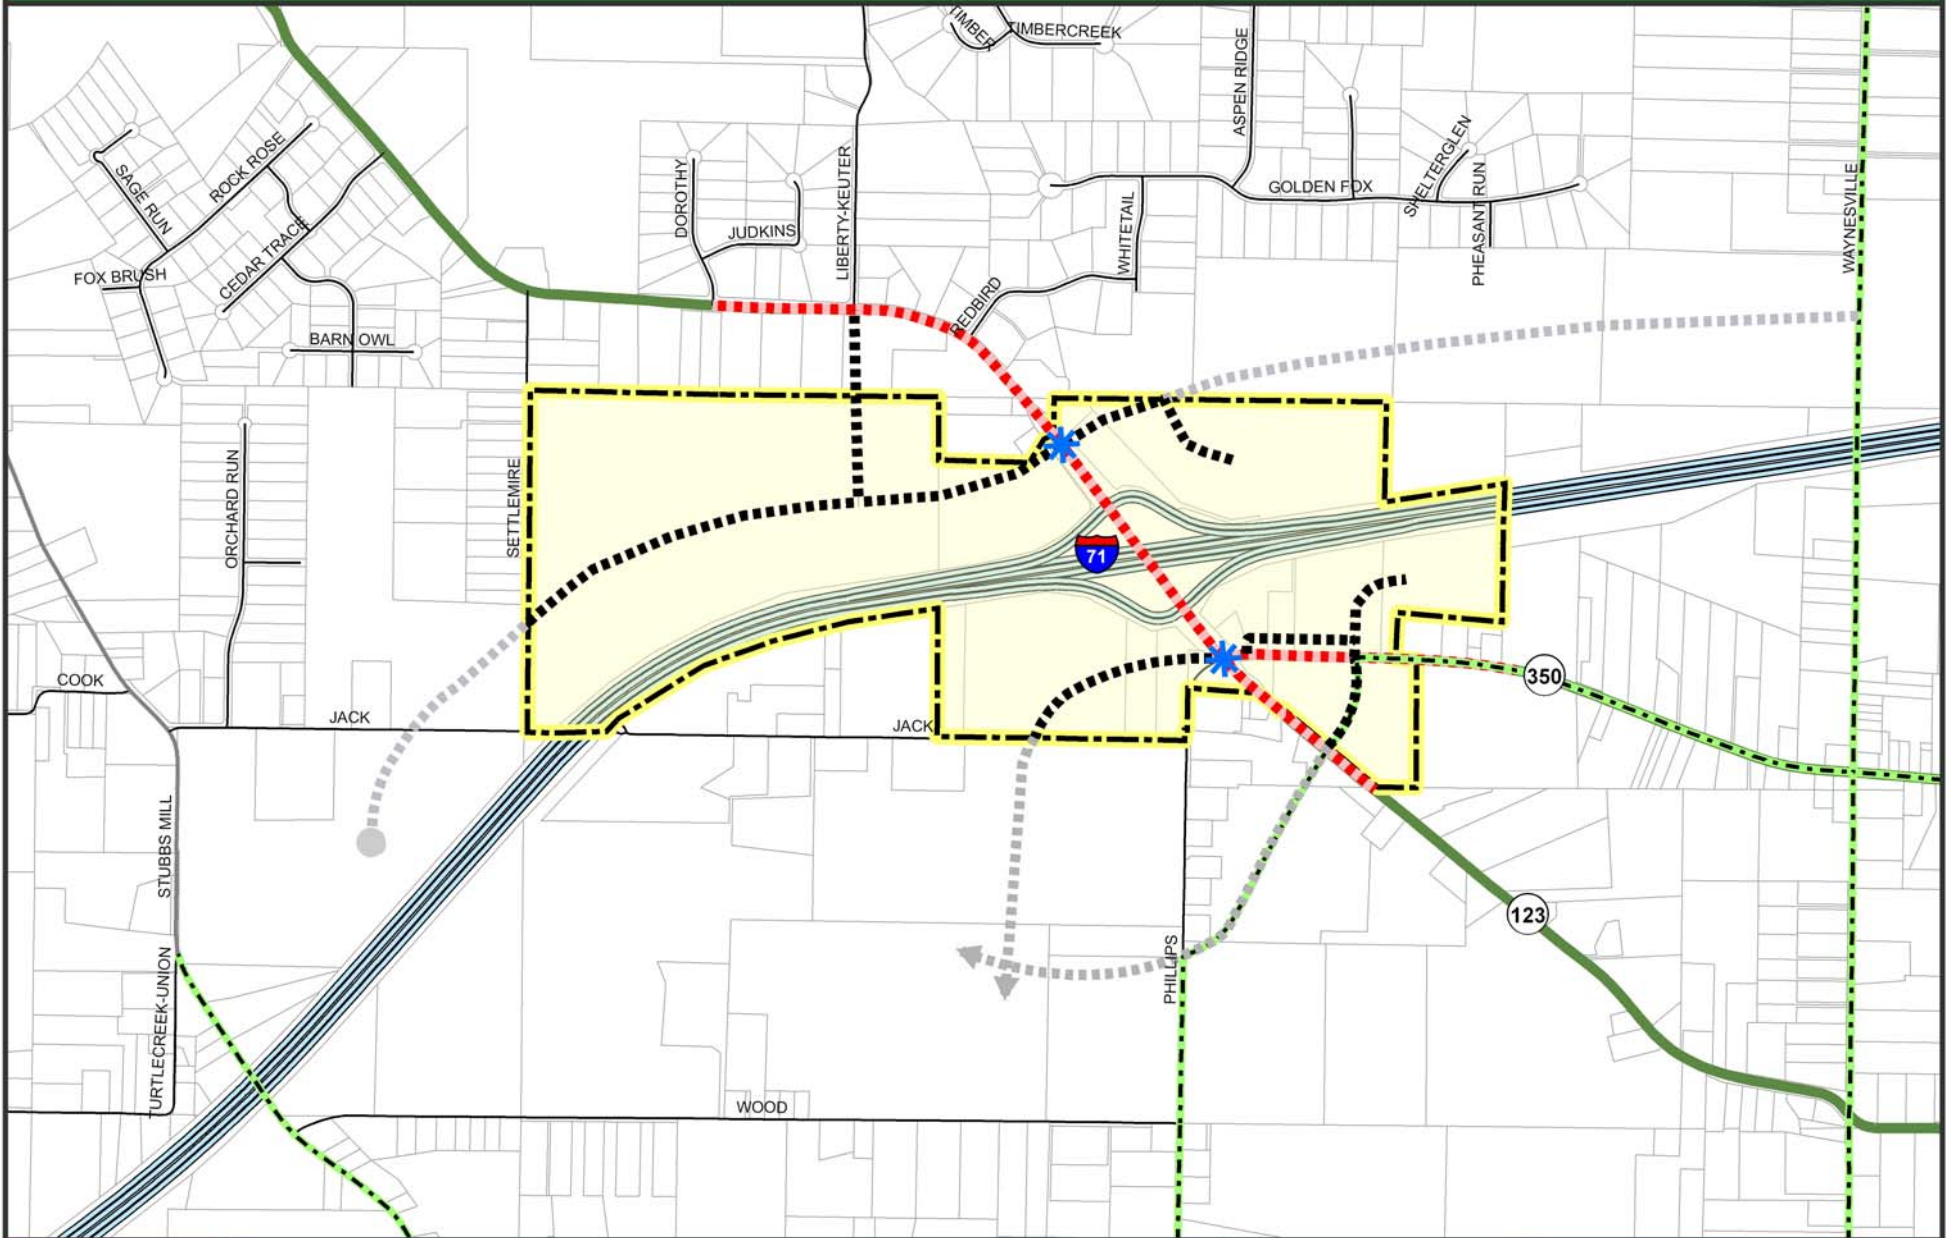 TIMBER
TIMBERCREEK
ASPEN RIDGE
SAGE RUN
ROCK ROSE
CEDAR TRACE
FOX BRUSH
BARN OWL
DOROTHY
JUDKINS
LIBERTY-KEUTER
REDBIRD
WHITETAIL
GOLDEN FOX
SHELTERGLEN
PHEASANT RUN
WAYNESVILLE
ORCHARD RUN
SETTLEMIRE
71
COOK
JACK
JACK
350
STUBBS MILL
123
TURTLECREEK-UNION
PHILLIPS
WOOD